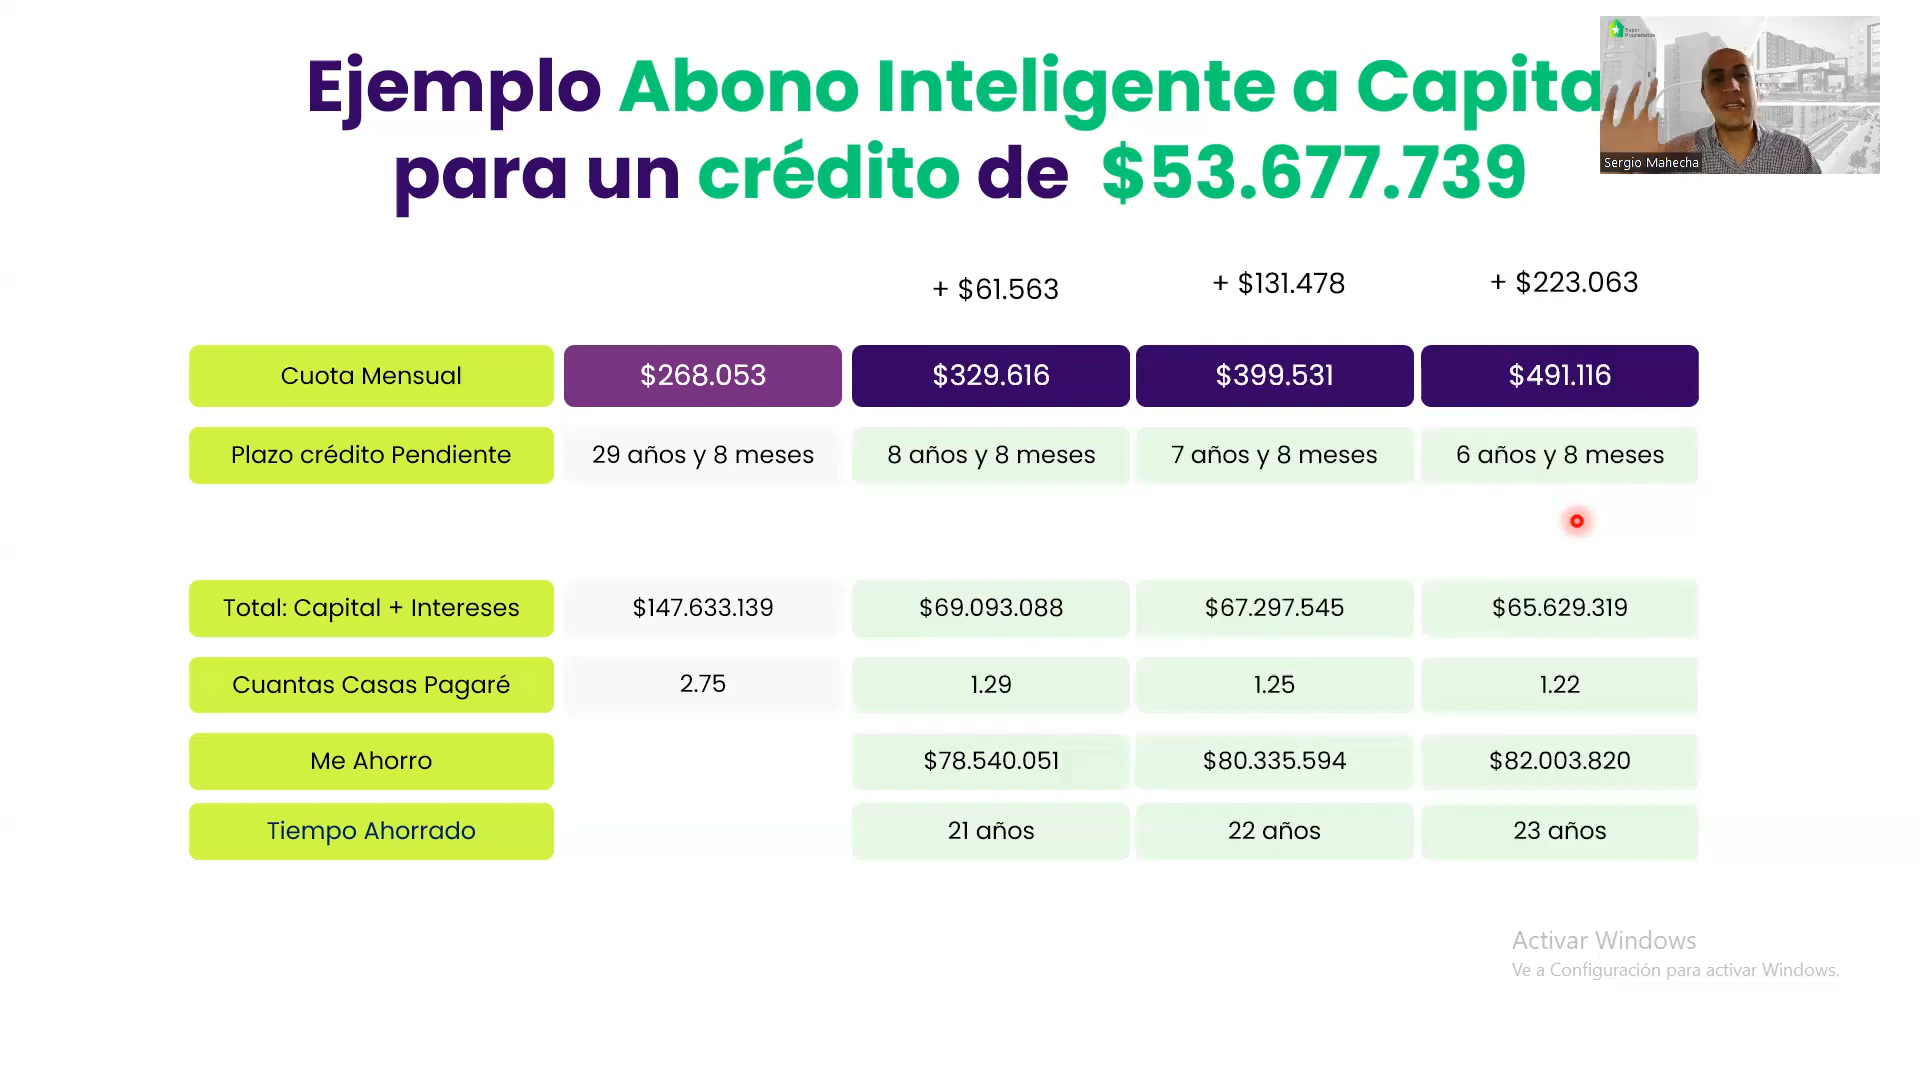 Ejemplo Abono Inteligente a Capita
para un crédito de $53.677.739
Super
Propietarios
Sergio Mahecha
+ $61.563
+ $131.478
+ $223.063
Cuota Mensual
$268.053
$329.616
$399.531
$491.116
Plazo crédito Pendiente
29 años y 8 meses
8 años y 8 meses
7 años y 8 meses
6 años y 8 meses
Total: Capital + Intereses
$147.633.139
$69.093.088
$67.297.545
$65.629.319
Cuantas Casas Pagaré
2.75
1.29
1.25
1.22
Me Ahorro
$78.540.051
$80.335.594
$82.003.820
Tiempo Ahorrado
21 años
22 años
23 años
Activar Windows
Ve a Configuración para activar Windows.